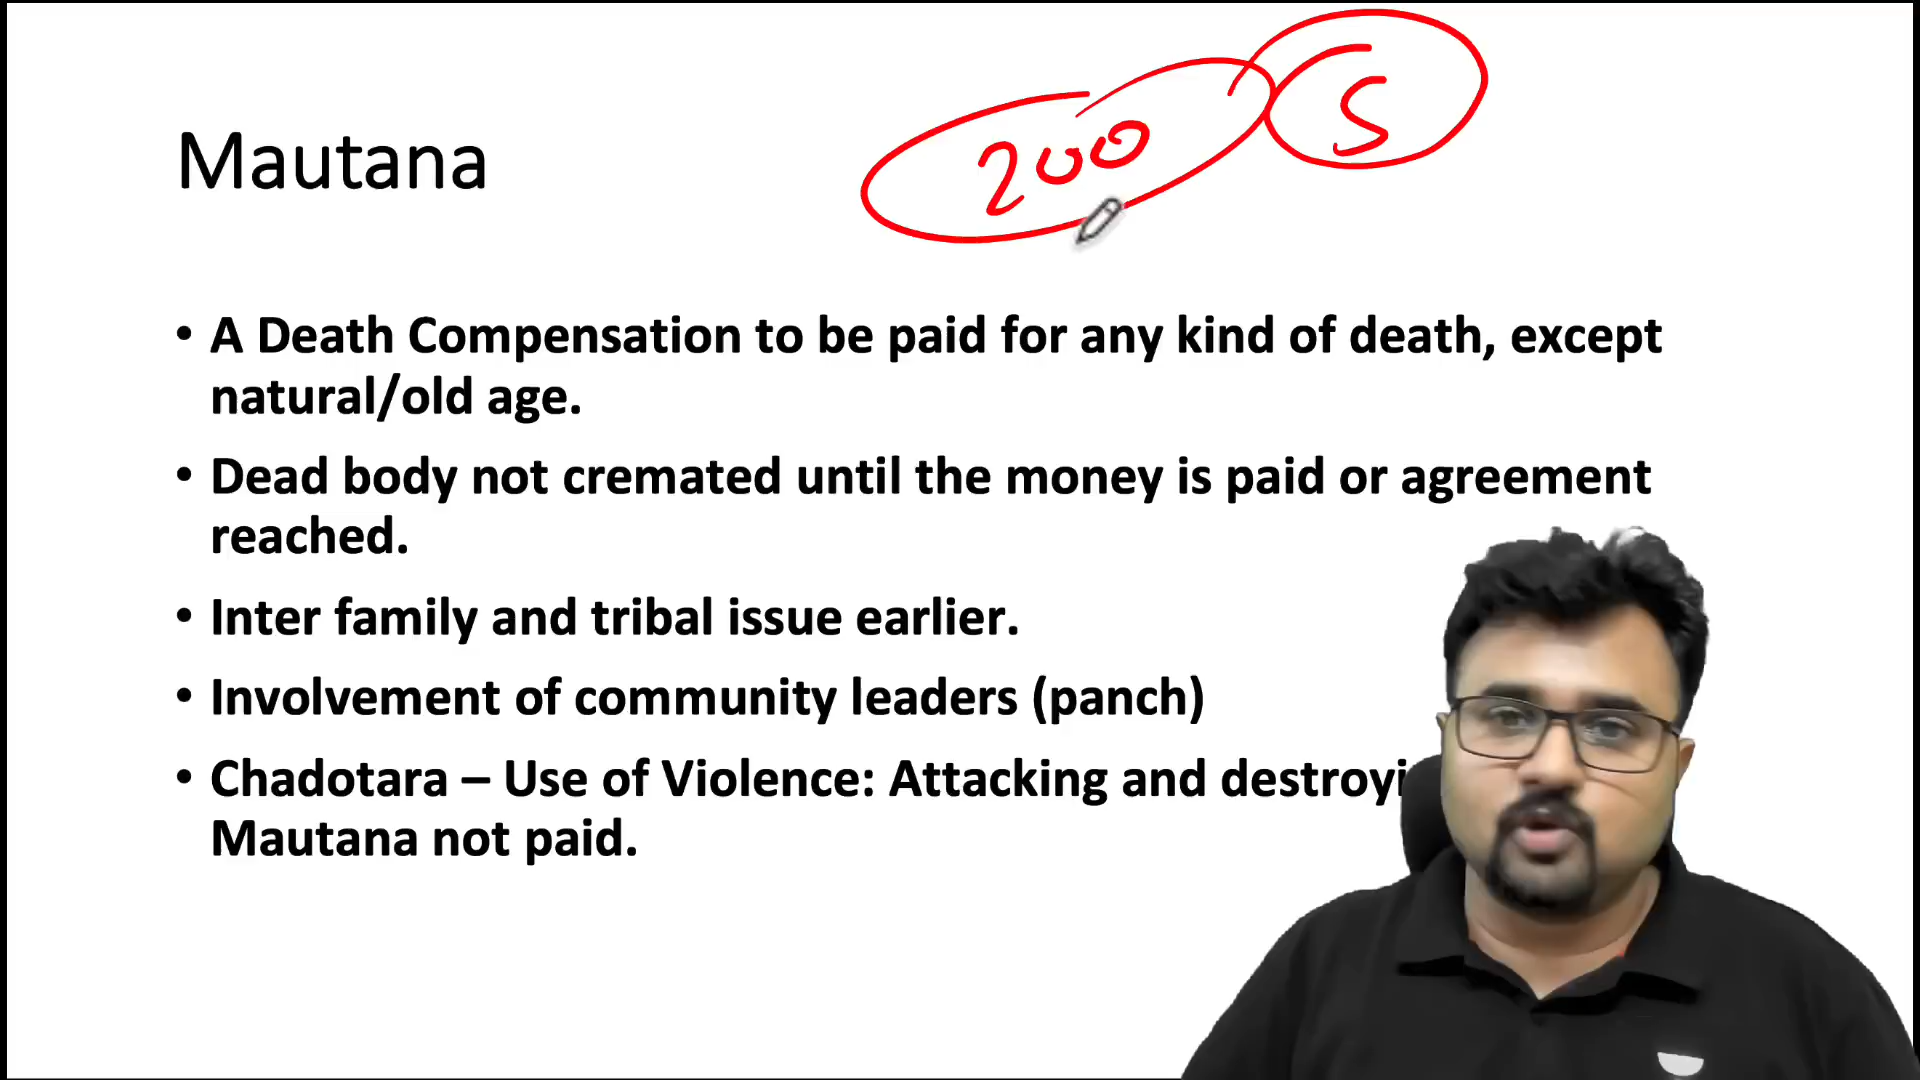 200
S
Mautana
• A Death Compensation to be paid for any kind of death, except
natural/old age.
• Dead body not cremated until the money is paid or agreement
reached.
• Inter family and tribal issue earlier.
• Involvement of community leaders (panch)
• Chadotara – Use of Violence: Attacking and
Mautana not paid.